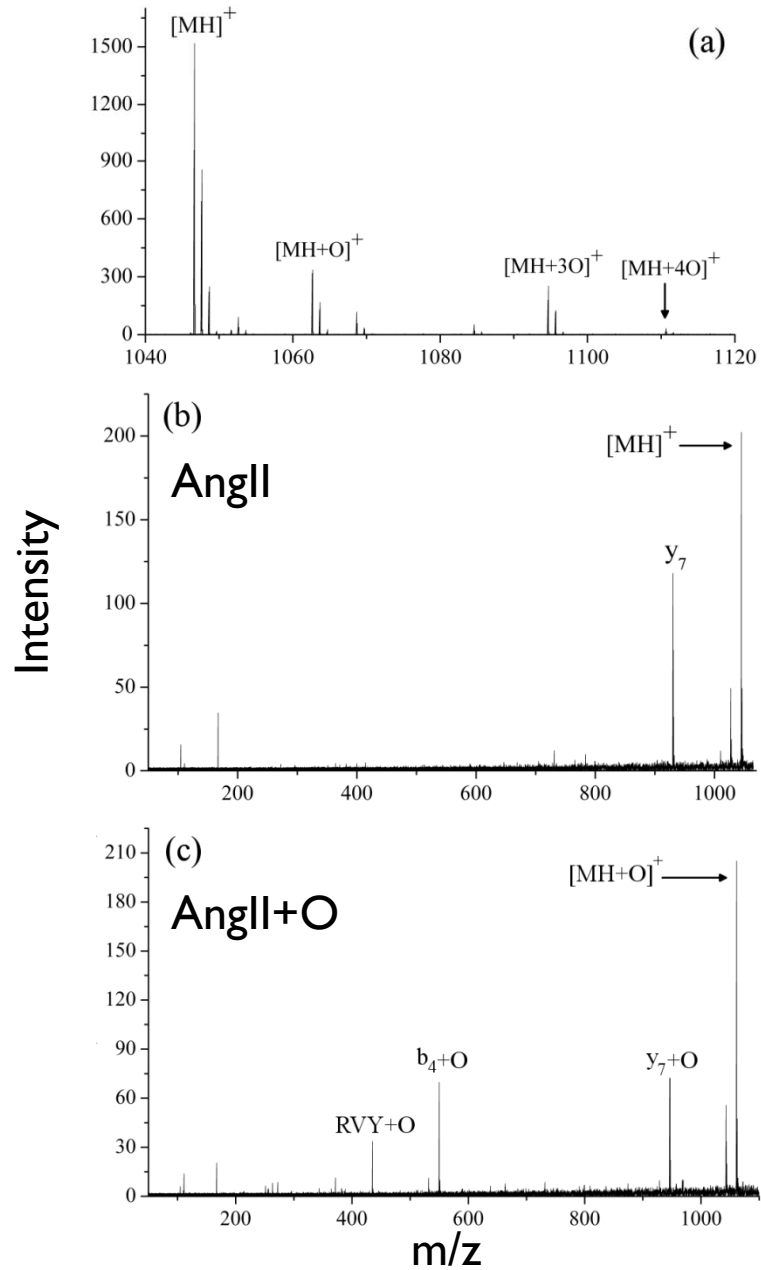 (a)
[MH]⁺
[MH+O]⁺
[MH+3O]⁺
[MH+4O]⁺
1500
1200
900
600
300
0
1040
1060
1080
1100
1120
(b)
AngII
[MH]⁺
y₇
200
150
100
50
0
200
400
600
800
1000
Intensity
(c)
AngII+O
[MH+O]⁺
b₄+O
y₇+O
RVY+O
210
180
150
120
90
60
30
0
200
400
600
800
1000
m/z